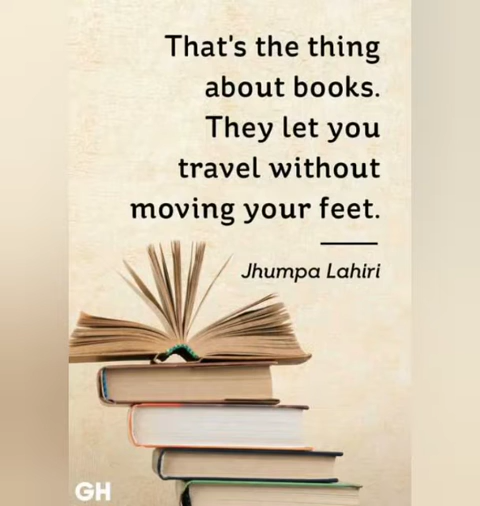 That's the thing
about books.
They let you
travel without
moving your feet.
Jhumpa Lahiri
GH